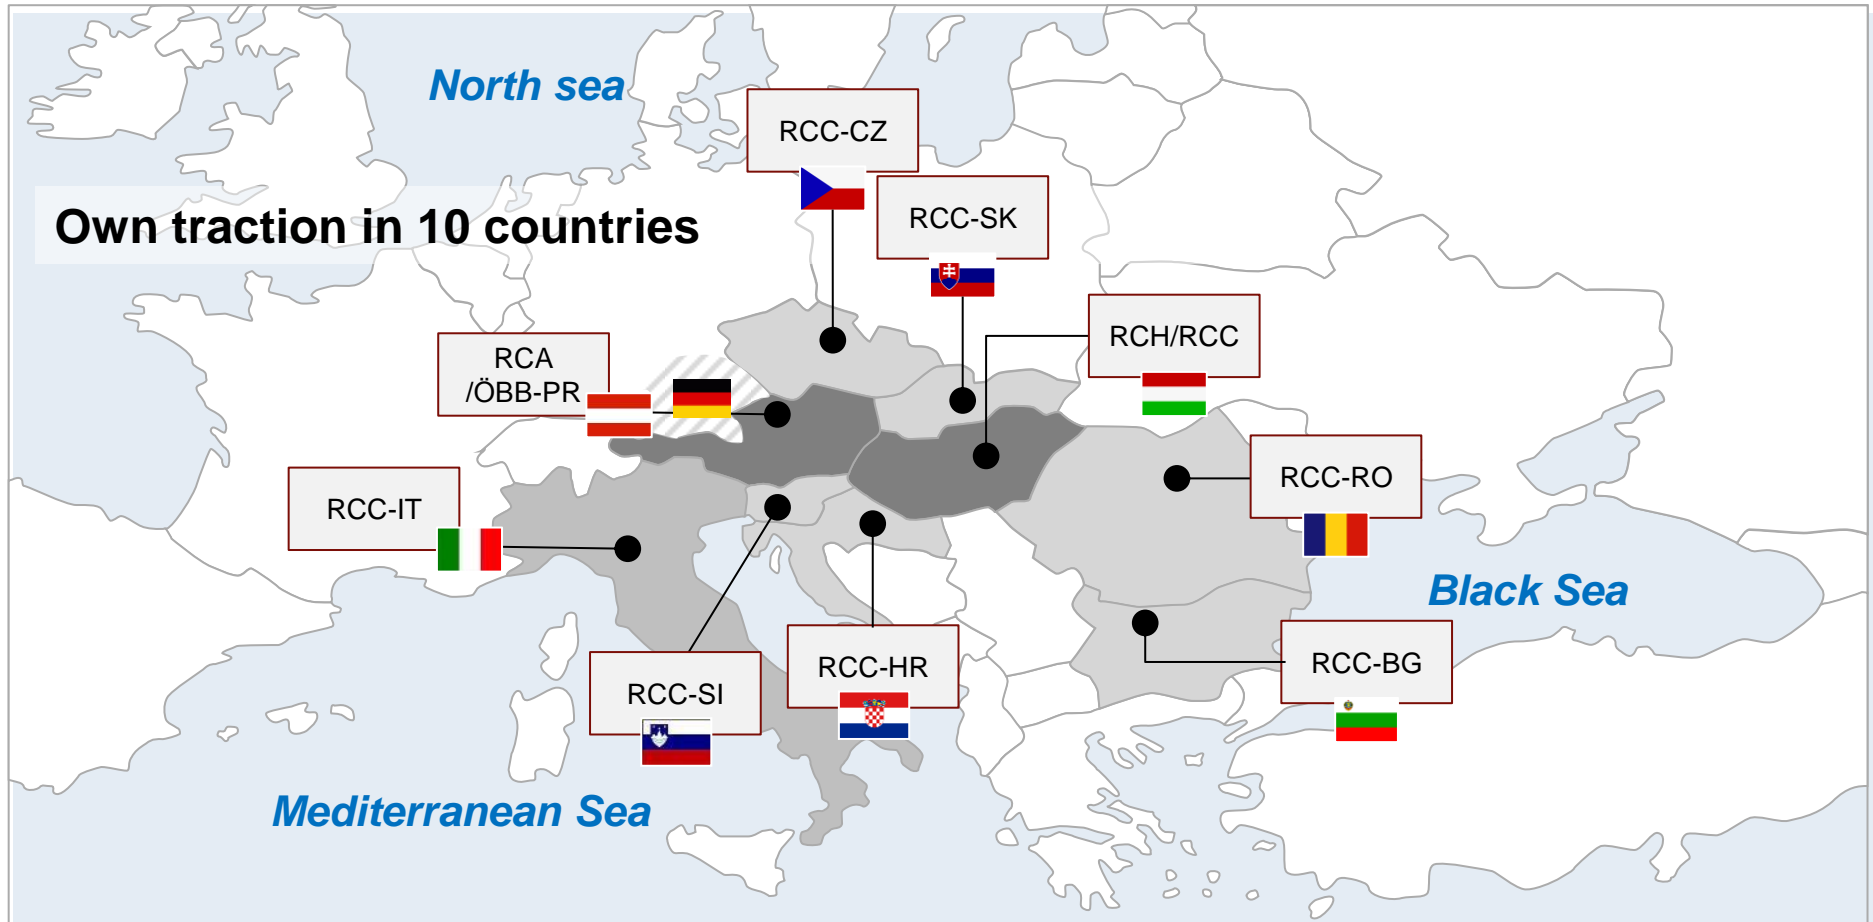 North sea
RCC-CZ
Own traction in 10 countries
RCC-SK
RCH/RCC
RCA
/ÖBB-PR
RCC-RO
RCC-IT
Black Sea
RCC-HR
RCC-BG
RCC-SI
Mediterranean Sea